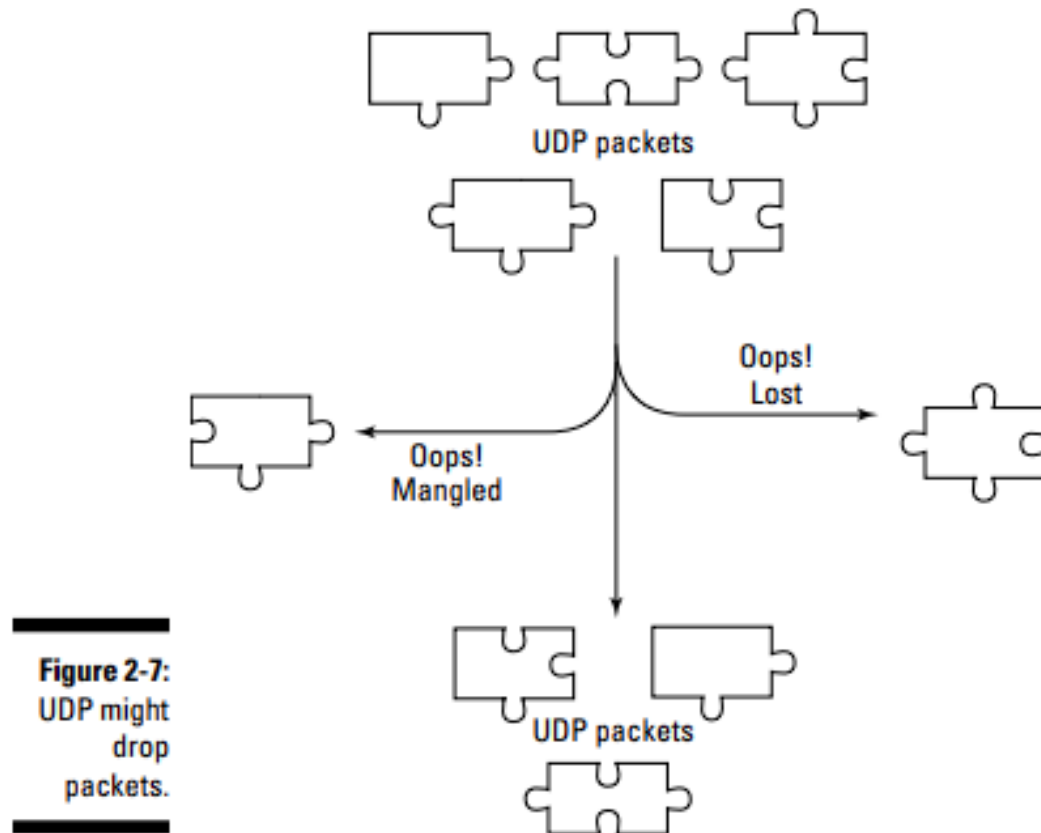 UDP packets
Oops!
Lost
Oops!
Mangled
UDP packets
Figure 2-7:
UDP might
drop
packets.